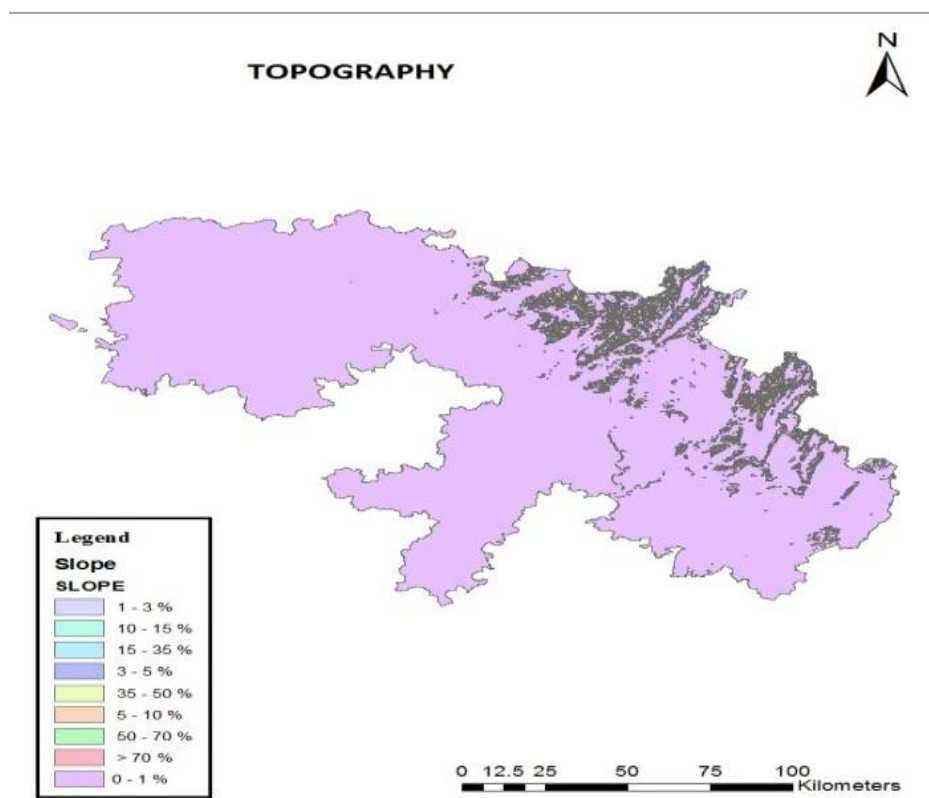 TOPOGRAPHY
N
Legend
Slope
SLOPE
1 - 3 %
10 - 15 %
15 - 35 %
3 - 5 %
35 - 50 %
5 - 10 %
50 - 70 %
> 70 %
0 - 1 %
0 12.5 25 50 75 100
Kilometers